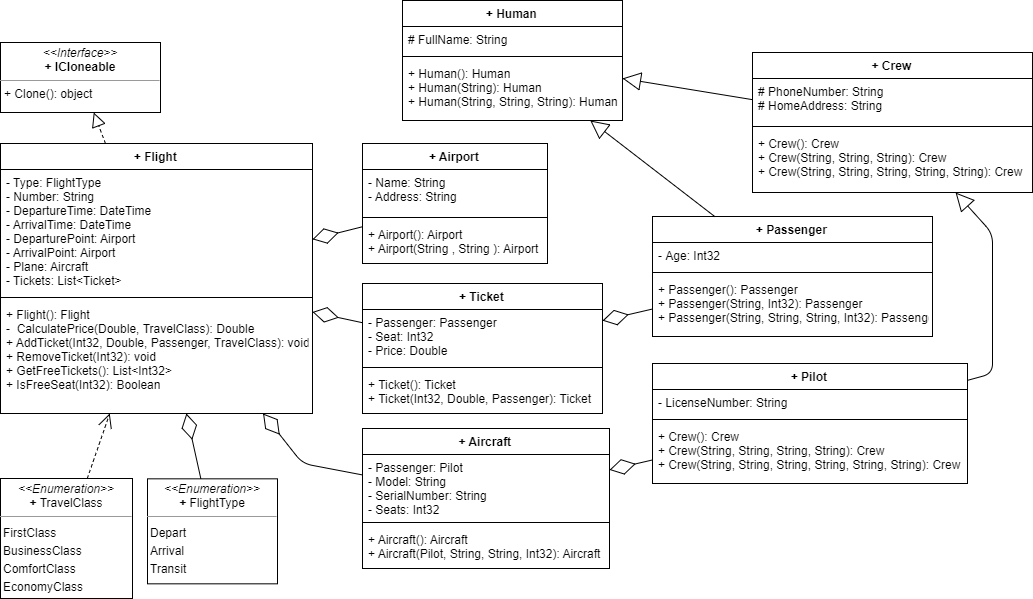 <<Interface>>
+ ICloneable
+ Clone(): object
+ Human
# FullName: String
+ Human(): Human
+ Human(String): Human
+ Human(String, String, String): Human
+ Crew
# PhoneNumber: String
# HomeAddress: String
+ Crew(): Crew
+ Crew(String, String, String): Crew
+ Crew(String, String, String, String, String): Crew
+ Flight
- Type: FlightType
- Number: String
- DepartureTime: DateTime
- ArrivalTime: DateTime
- DeparturePoint: Airport
- ArrivalPoint: Airport
- Plane: Aircraft
- Tickets: List<Ticket>
+ Flight(): Flight
- CalculatePrice(Double, TravelClass): Double
+ AddTicket(Int32, Double, Passenger, TravelClass): void
+ RemoveTicket(Int32): void
+ GetFreeTickets(): List<Int32>
+ IsFreeSeat(Int32): Boolean
+ Airport
- Name: String
- Address: String
+ Airport(): Airport
+ Airport(String , String ): Airport
+ Passenger
- Age: Int32
+ Passenger(): Passenger
+ Passenger(String, Int32): Passenger
+ Passenger(String, String, String, Int32): Passeng
+ Ticket
- Passenger: Passenger
- Seat: Int32
- Price: Double
+ Ticket(): Ticket
+ Ticket(Int32, Double, Passenger): Ticket
+ Pilot
- LicenseNumber: String
+ Crew(): Crew
+ Crew(String, String, String, String): Crew
+ Crew(String, String, String, String, String, String): Crew
+ Aircraft
- Passenger: Pilot
- Model: String
- SerialNumber: String
- Seats: Int32
+ Aircraft(): Aircraft
+ Aircraft(Pilot, String, String, Int32): Aircraft
<<Enumeration>>
+ TravelClass
FirstClass
BusinessClass
ComfortClass
EconomyClass
<<Enumeration>>
+ FlightType
Depart
Arrival
Transit